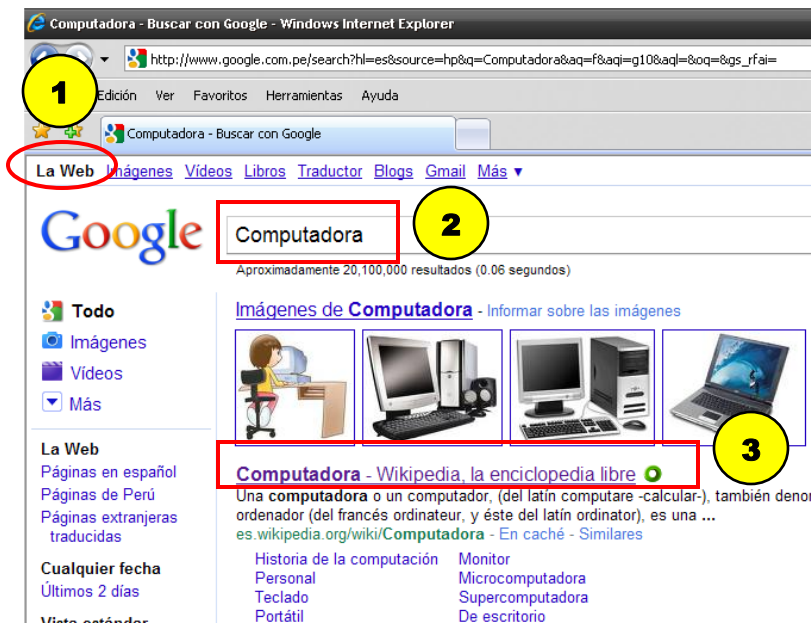 Computadora - Buscar con Google - Windows Internet Explorer
http://www.google.com.pe/search?hl=es&source=hp&q=Computadora&aq=f&aqi=g10&aql=&oq=&gs_rfai=
1
Edición Ver Favoritos Herramientas Ayuda
Computadora - Buscar con Google
La Web Imágenes Vídeos Libros Traductor Blogs Gmail Más ▼
Google
Computadora
2
Aproximadamente 20,100,000 resultados (0.06 segundos)
Todo
Imágenes
Vídeos
Más
La Web
Páginas en español
Páginas de Perú
Páginas extranjeras
traducidas
Cualquier fecha
Últimos 2 días
Vista estándar
Imágenes de Computadora - Informar sobre las imágenes
3
Computadora - Wikipedia, la enciclopedia libre
Una computadora o un computador, (del latín computare -calcular-), también
ordenador (del francés ordinateur, y éste del latín ordinator), es una ...
es.wikipedia.org/wiki/Computadora - En caché - Similares
Historia de la computación Monitor
Personal Microcomputadora
Teclado Supercomputadora
Portátil De escritorio